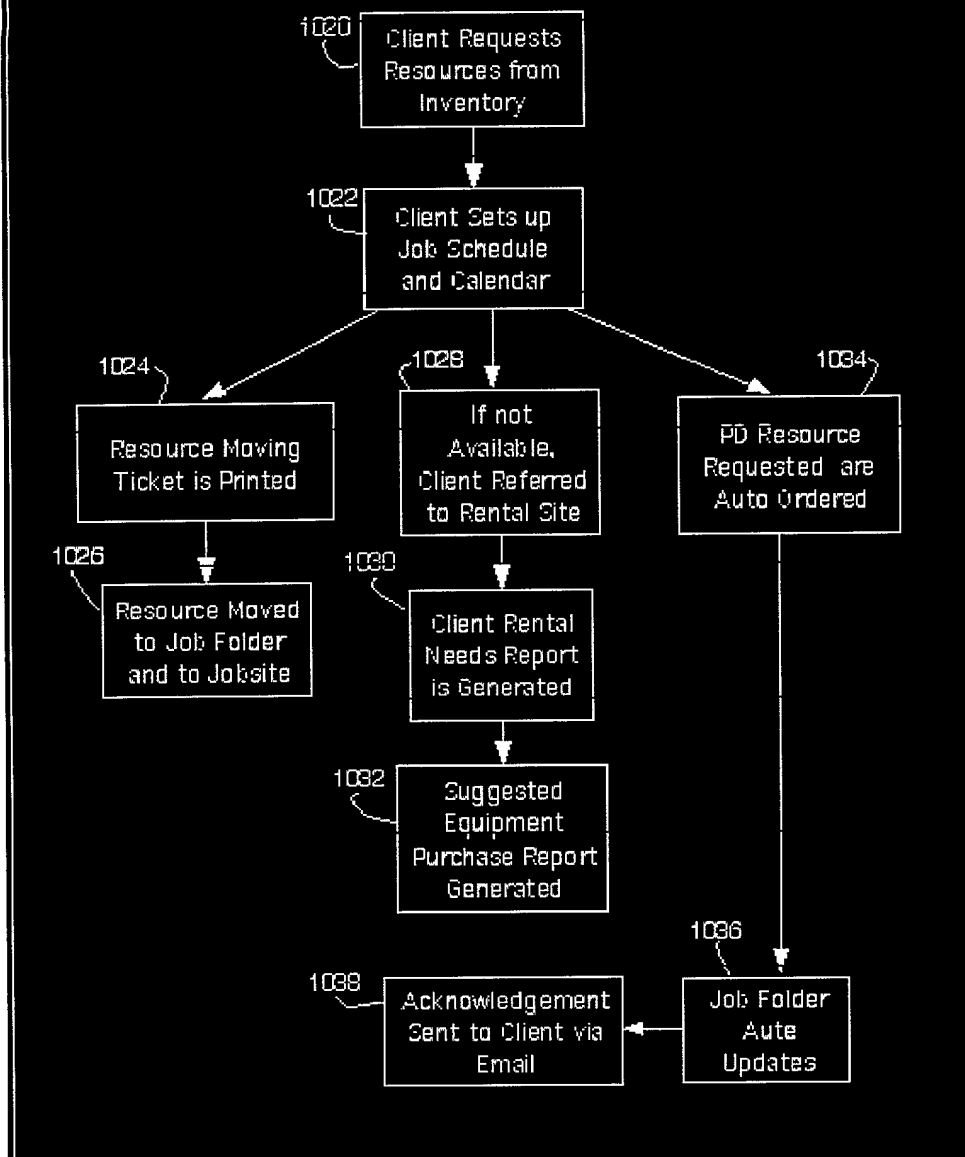 1020
Client Requests
Resources from
Inventory
1022
Client Sets up
Job Schedule
and Calendar
1024
Resource Moving
Ticket is Printed
1026
Resource Moved
to Job Folder
and to Jobsite
1028
If not
Available,
Client Referred
to Rental Site
1030
Client Rental
Needs Report
is Generated
1032
Suggested
Equipment
Purchase Report
Generated
1034
PD Resource
Requested are
Auto Ordered
1036
Job Folder
Aute
Updates
1038
Acknowledgement
Sent to Client via
Email